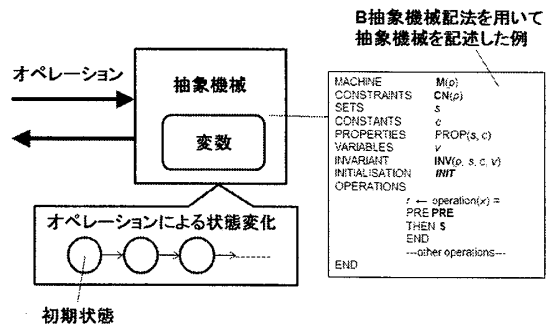 B抽象機械記法を用いて
抽象機械を記述した例
オペレーション
抽象機械
変数
オペレーションによる状態変化
初期状態
MACHINE M(p)
CONSTRAINTS CN(p)
SETS s
CONSTANTS c
PROPERTIES PROP(s, c)
VARIABLES v
INVARIANT INV(p, s, c, v)
INITIALISATION INIT
OPERATIONS
r ← operation(x) =
PRE PRE
THEN S
END
---other operations---
END